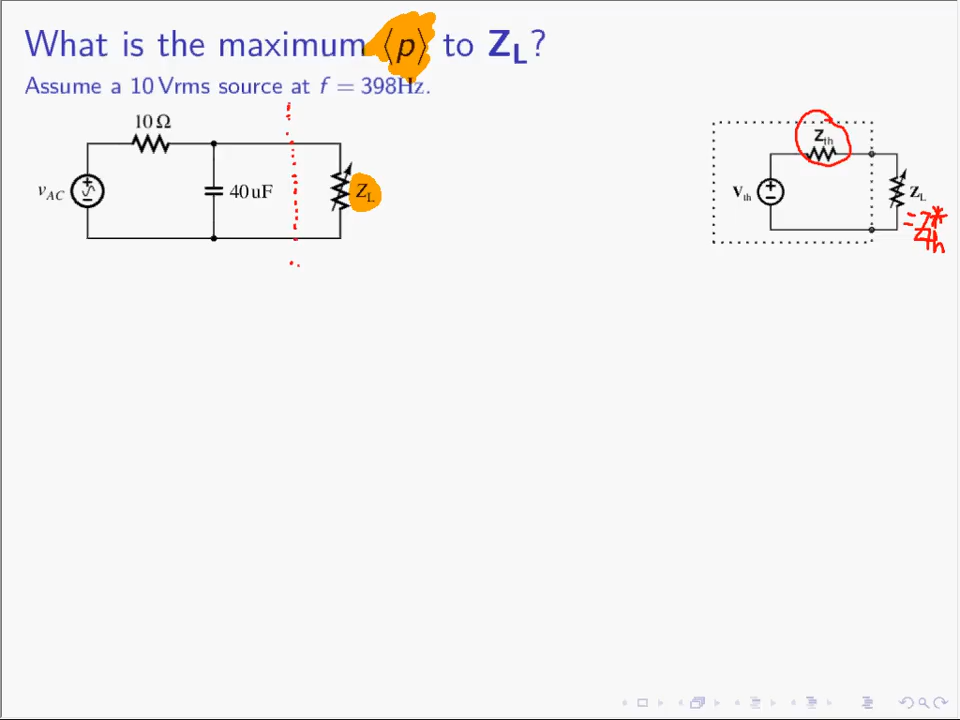 What is the maximum ⟨p⟩ to Z_L?
Assume a 10 Vrms source at f = 398Hz.
10 Ω
v_AC
40 uF
Z_L
Z_th
V_th
Z_L
= Z*_th